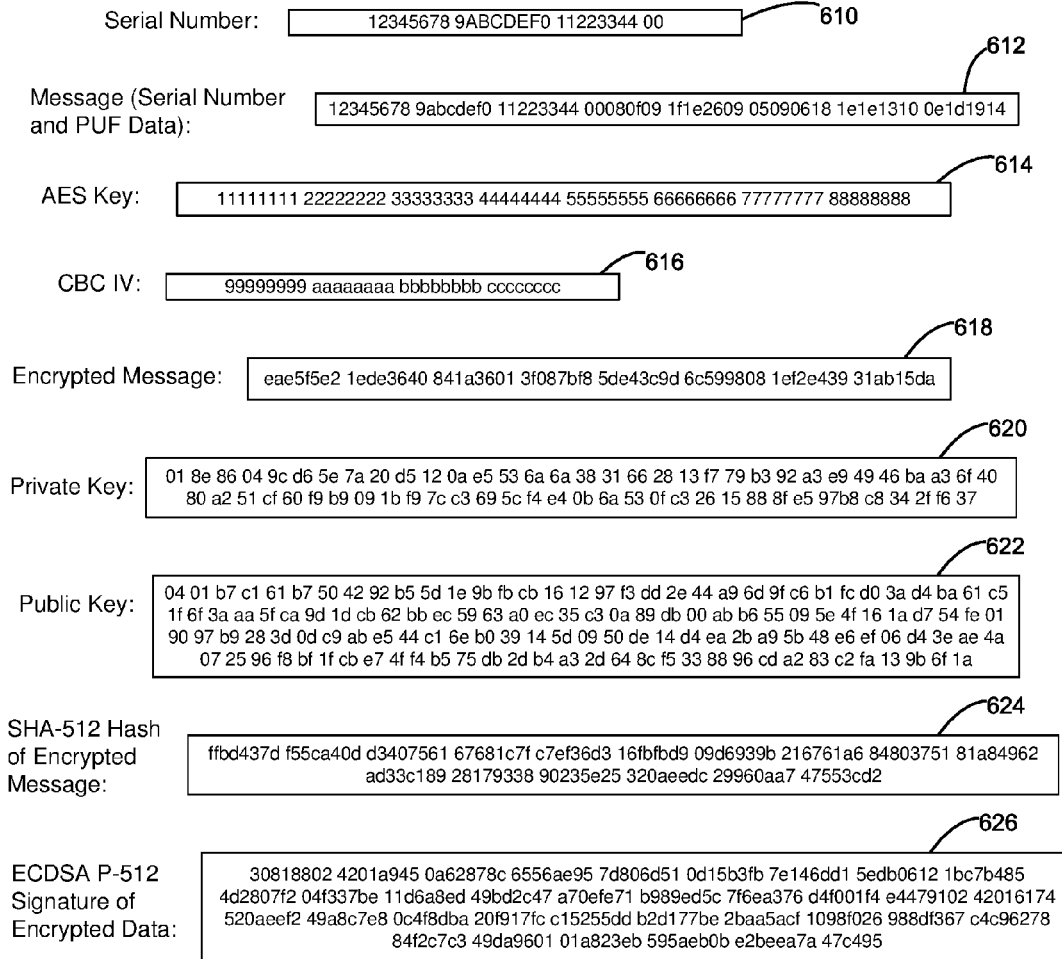 Serial Number: 12345678 9ABCDEF0 11223344 00 610
612
Message (Serial Number and PUF Data): 12345678 9abcdef0 11223344 00080f09 1f1e2609 05090618 1e1e1310 0e1d1914
614
AES Key: 11111111 22222222 33333333 44444444 55555555 66666666 77777777 88888888
616
CBC IV: 99999999 aaaaaaaa bbbbbbbb cccccccc
618
Encrypted Message: eae5f5e2 1ede3640 841a3601 3f087bf8 5de43c9d 6c599808 1ef2e439 31ab15da
620
Private Key: 01 8e 86 04 9c d6 5e 7a 20 d5 12 0a e5 53 6a 6a 38 31 66 28 13 f7 79 b3 92 a3 e9 49 46 ba a3 6f 40
80 a2 51 cf 60 f9 b9 09 1b f9 7c c3 69 5c f4 e4 0b 6a 53 0f c3 26 15 88 8f e5 97b8 c8 34 2f f6 37
622
Public Key: 04 01 b7 c1 61 b7 50 42 92 b5 5d 1e 9b fb cb 16 12 97 f3 dd 2e 44 a9 6d 9f c6 b1 fc d0 3a d4 ba 61 c5
1f 6f 3a aa 5f ca 9d 1d cb 62 bb ec 59 63 a0 ec 35 c3 0a 89 db 00 ab b6 55 09 5e 4f 16 1a d7 54 fe 01
90 97 b9 28 3d 0d c9 ab e5 44 c1 6e b0 39 14 5d 09 50 de 14 d4 ea 2b a9 5b 48 e6 ef 06 d4 3e ae 4a
07 25 96 f8 bf 1f cb e7 4f f4 b5 75 db 2d b4 a3 2d 64 8c f5 33 88 96 cd a2 83 c2 fa 13 9b 6f 1a
624
SHA-512 Hash of Encrypted Message: ffbd437d f55ca40d d3407561 67681c7f c7ef36d3 16fbfbd9 09d6939b 216761a6 84803751 81a84962
ad33c189 28179338 90235e25 320aeedc 29960aa7 47553cd2
626
ECDSA P-512 Signature of Encrypted Data: 30818802 4201a945 0a62878c 6556ae95 7d806d51 0d15b3fb 7e146dd1 5edb0612 1bc7b485
4d2807f2 04f337be 11d6a8ed 49bd2c47 a70efe71 b989ed5c 7f6ea376 d4f001f4 e4479102 42016174
520aeef2 49a8c7e8 0c4f8dba 20f917fc c15255dd b2d177be 2baa5acf 1098f026 988df367 c4c96278
84f2c7c3 49da9601 01a823eb 595aeb0b e2beea7a 47c495